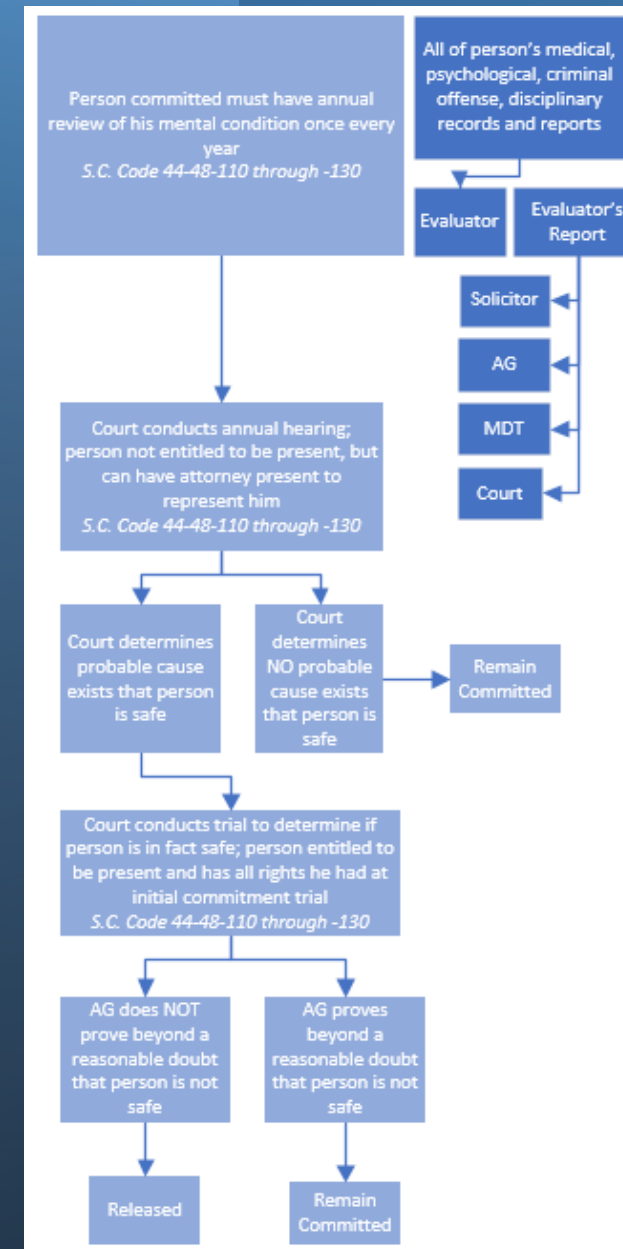 Person committed must have annual
review of his mental condition once every
year
S.C. Code 44-48-110 through -130
All of person's medical,
psychological, criminal
offense, disciplinary
records and reports
Evaluator
Evaluator's
Report
Solicitor
AG
MDT
Court
Court conducts annual hearing;
person not entitled to be present, but
can have attorney present to
represent him
S.C. Code 44-48-110 through -130
Court determines
probable cause
exists that person
is safe
Court
determines
NO probable
cause exists
that person is
safe
Remain
Committed
Court conducts trial to determine if
person is in fact safe; person entitled to
be present and has all rights he had at
initial commitment trial
S.C. Code 44-48-110 through -130
AG does NOT
prove beyond a
reasonable doubt
that person is not
safe
AG proves
beyond a
reasonable doubt
that person is not
safe
Released
Remain
Committed